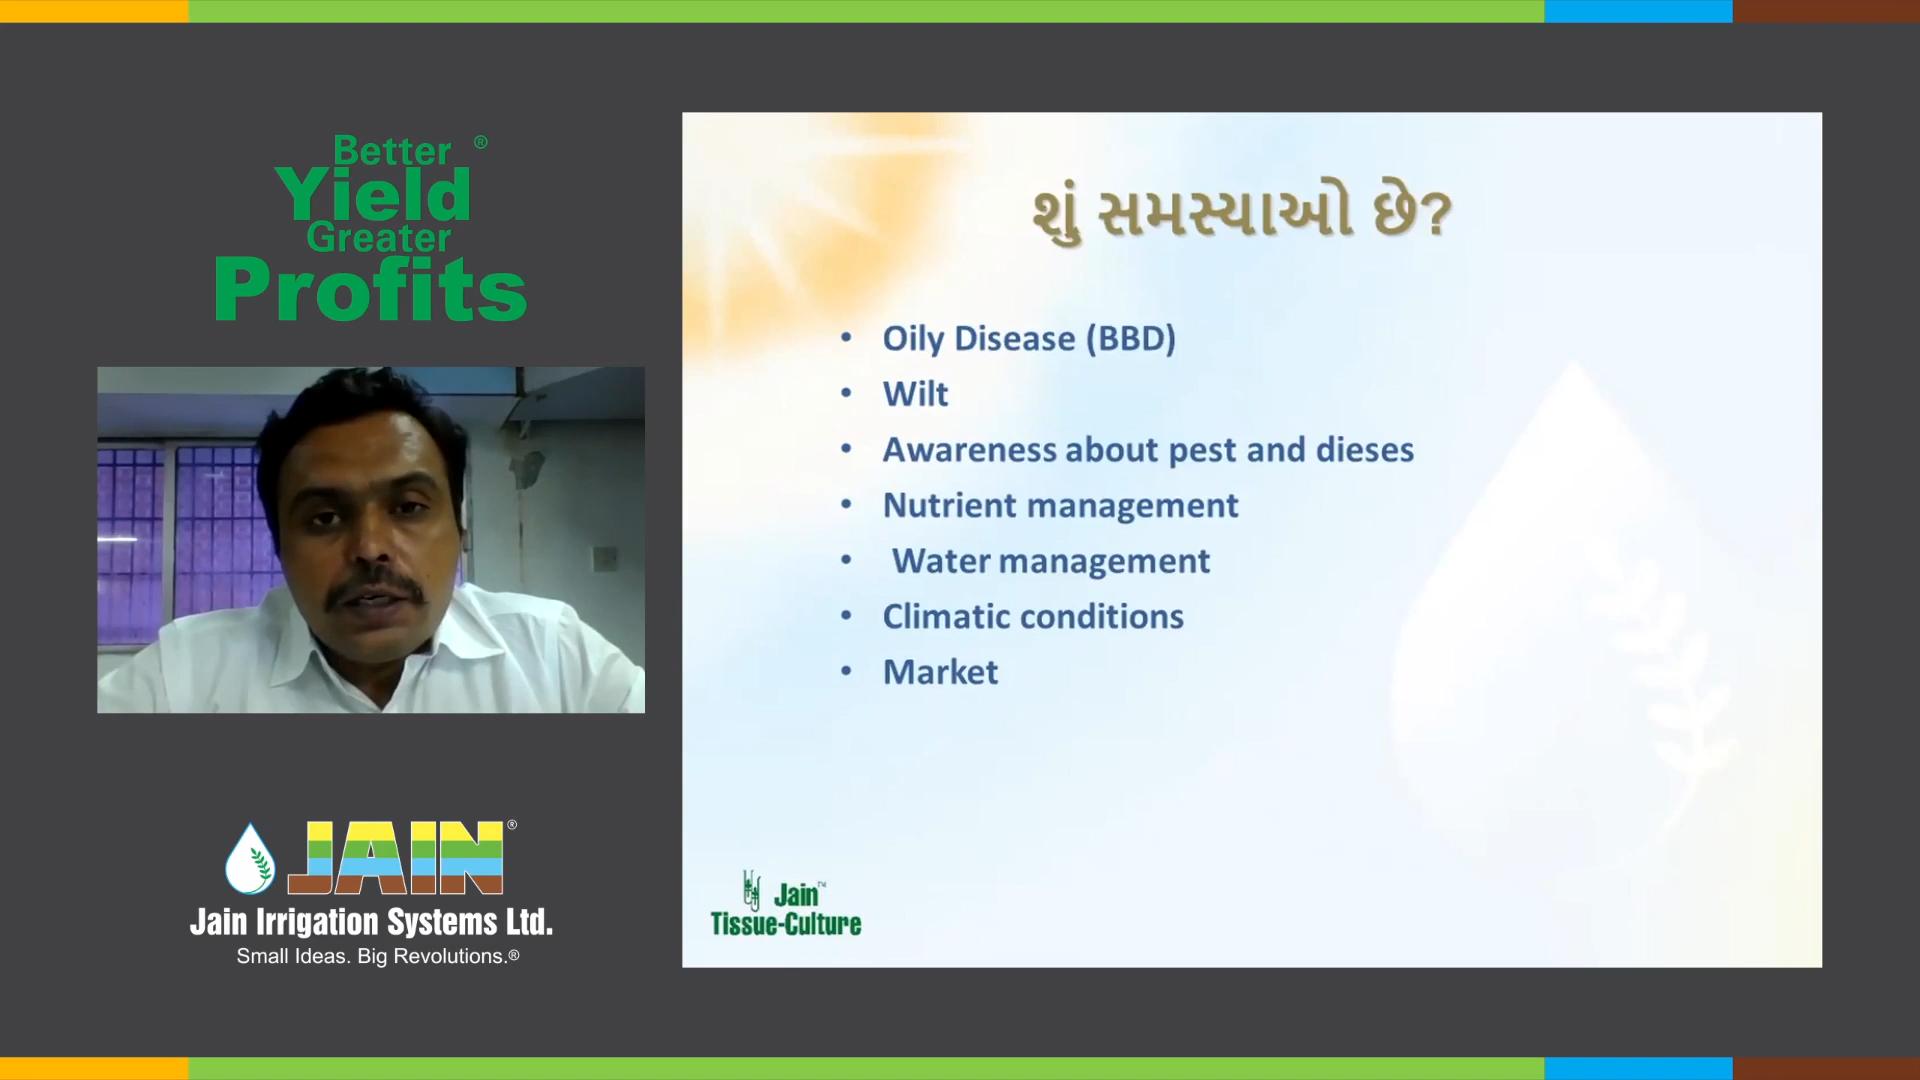 Better ®
Yield
Greater
Profits
JAIN®
Jain Irrigation Systems Ltd.
Small Ideas. Big Revolutions.®
શું સમસ્યાઓ છે?
• Oily Disease (BBD)
• Wilt
• Awareness about pest and dieses
• Nutrient management
• Water management
• Climatic conditions
• Market
Jain™
Tissue-Culture